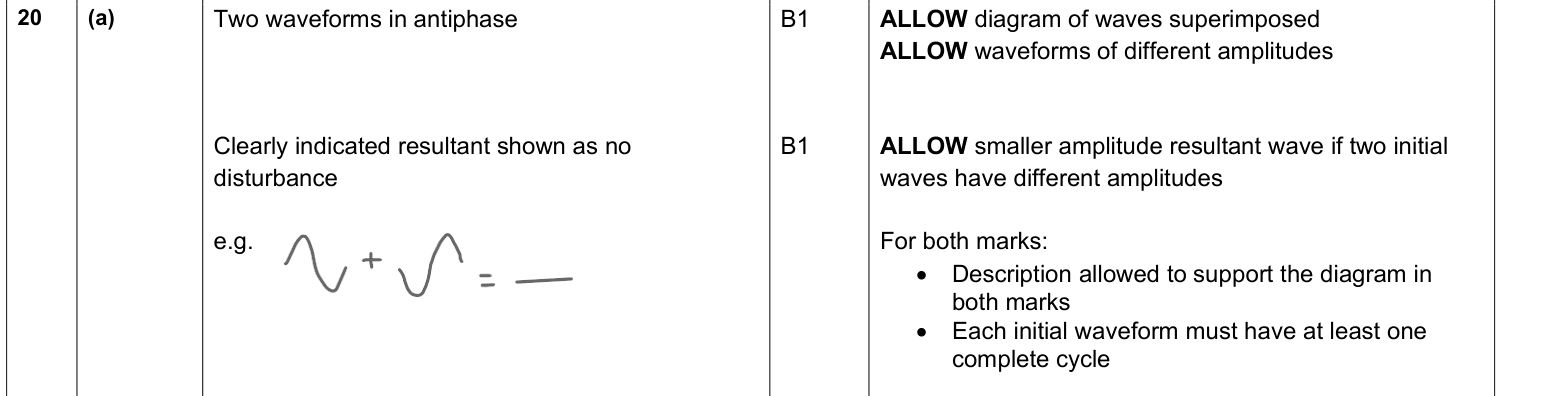 20 (a) Two waveforms in antiphase B1 ALLOW diagram of waves superimposed
ALLOW waveforms of different amplitudes
Clearly indicated resultant shown as no B1 ALLOW smaller amplitude resultant wave if two initial
disturbance waves have different amplitudes
e.g. + = For both marks:
• Description allowed to support the diagram in
both marks
• Each initial waveform must have at least one
complete cycle